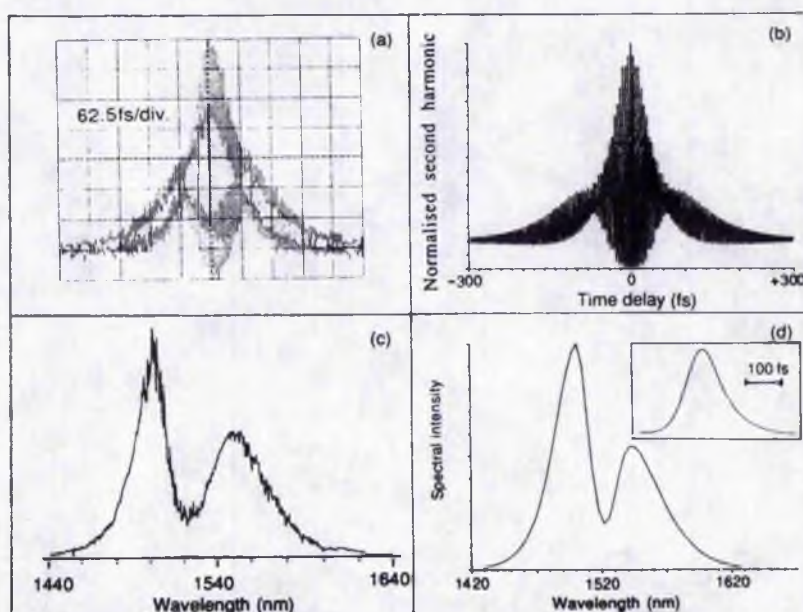 (a)
62.5fs/div.
(b)
Normalised second harmonic
-300
0
+300
Time delay (fs)
(c)
1440
1540
1640
Wavelength (nm)
(d)
100 fs
Spectral intensity
1420
1520
1620
Wavelength (nm)